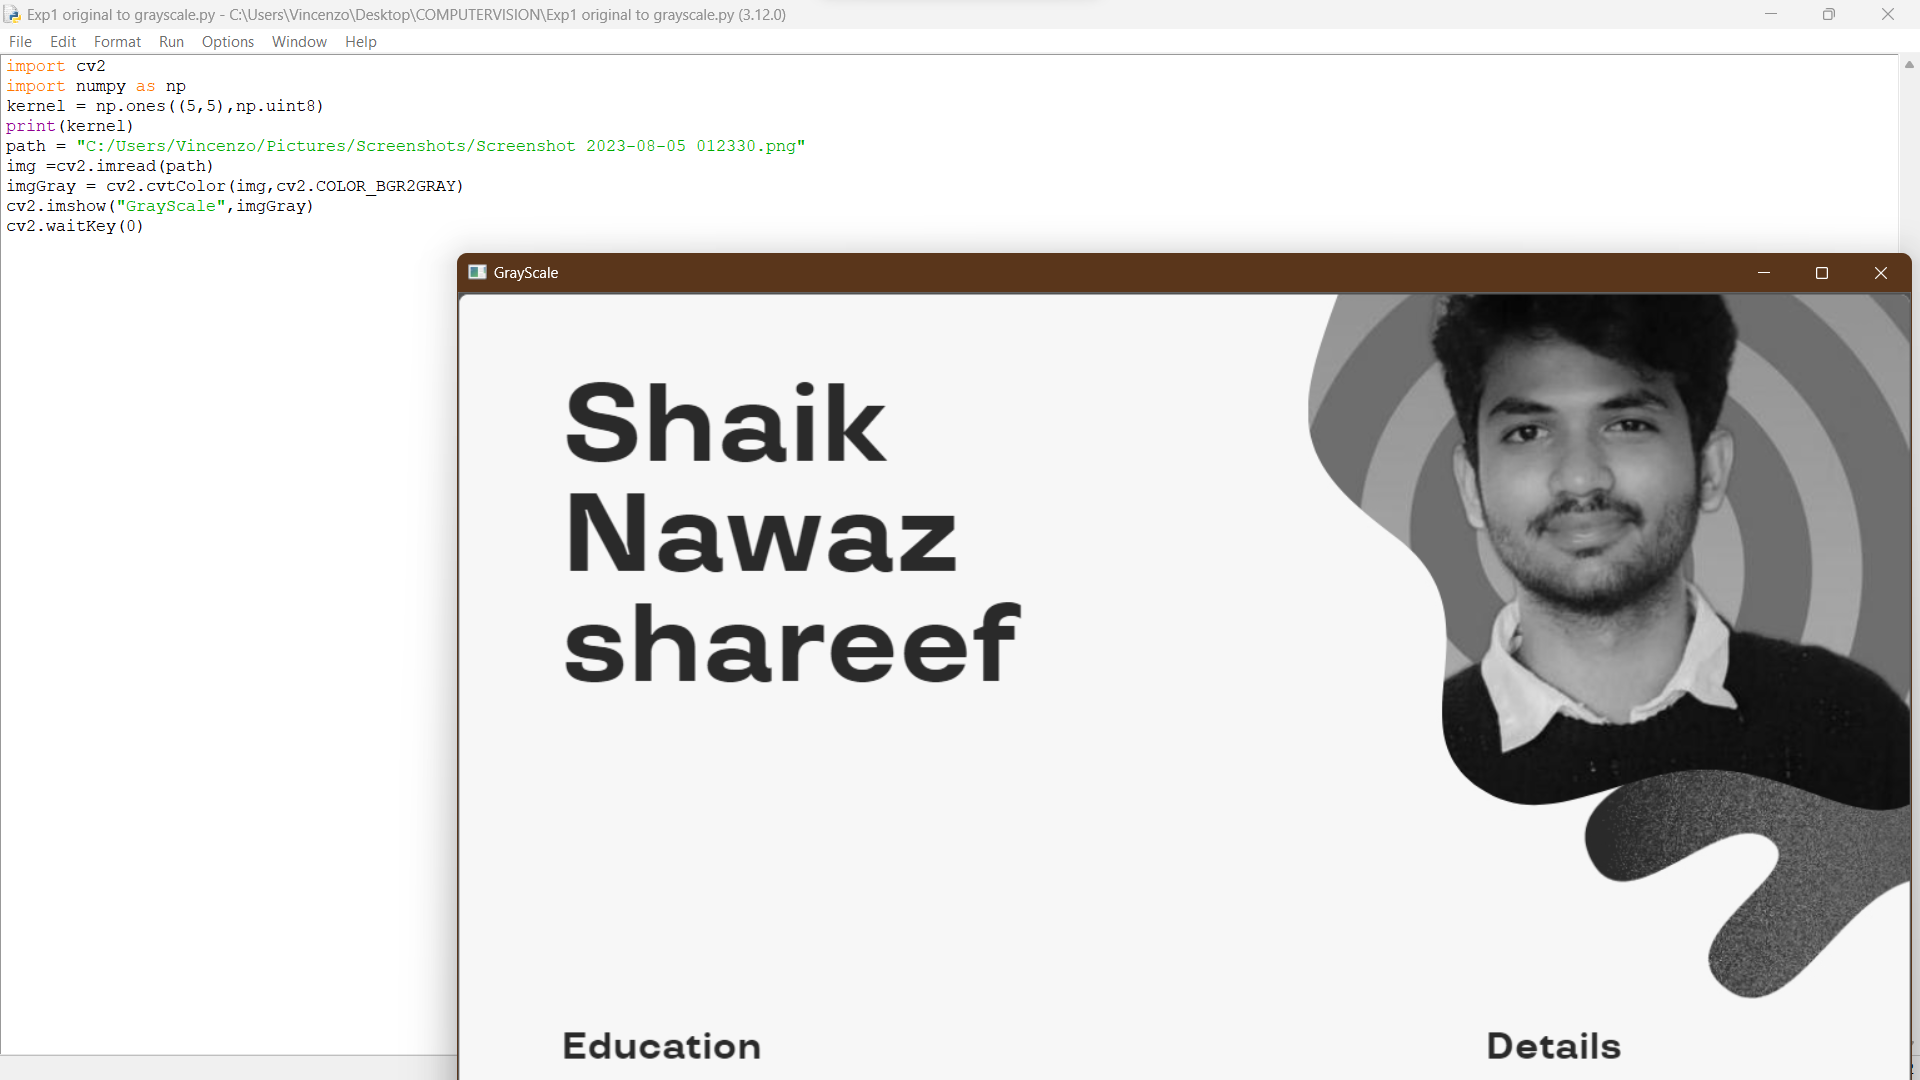 Exp1 original to grayscale.py - C:\Users\Vincenzo\Desktop\COMPUTERVISION\Exp1 original to grayscale.py (3.12.0)
File Edit Format Run Options Window Help
import cv2
import numpy as np
kernel = np.ones((5,5),np.uint8)
print(kernel)
path = "C:/Users/Vincenzo/Pictures/Screenshots/Screenshot 2023-08-05 012330.png"
img =cv2.imread(path)
imgGray = cv2.cvtColor(img,cv2.COLOR_BGR2GRAY)
cv2.imshow("GrayScale",imgGray)
cv2.waitKey(0)
GrayScale
Shaik
Nawaz
shareef
Education Details